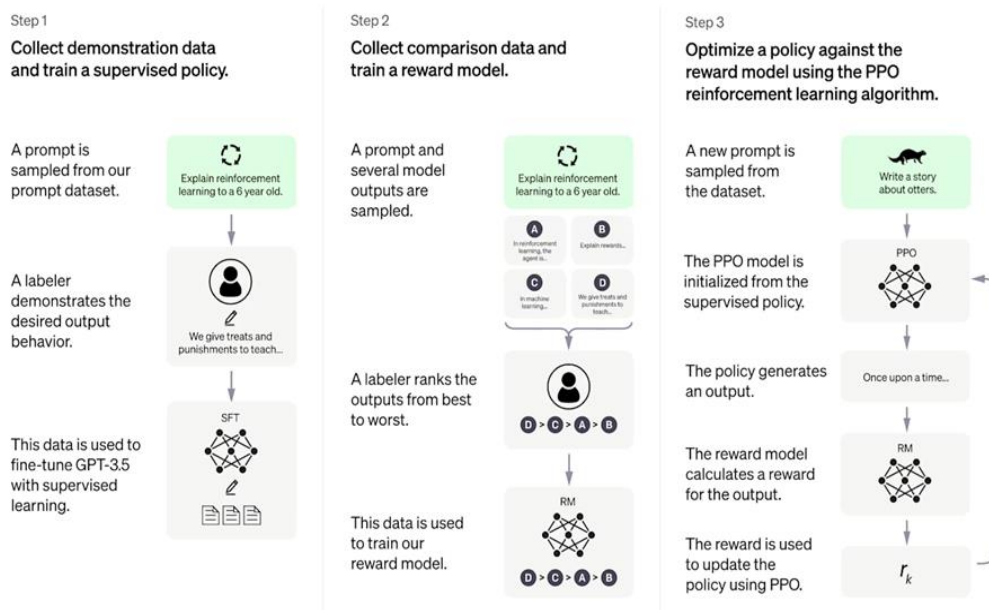 Step 1
Collect demonstration data
and train a supervised policy.
A prompt is
sampled from our
prompt dataset.
Explain reinforcement
learning to a 6 year old.
A labeler
demonstrates the
desired output
behavior.
We give treats and
punishments to teach...
This data is used to
fine-tune GPT-3.5
with supervised
learning.
SFT
Step 2
Collect comparison data and
train a reward model.
A prompt and
several model
outputs are
sampled.
Explain reinforcement
learning to a 6 year old.
A
In reinforcement
learning, the
agent is...
B
Explain rewards...
C
In machine
learning...
D
We give treats and
punishments to
teach...
A labeler ranks the
outputs from best
to worst.
D > C > A > B
This data is used
to train our
reward model.
RM
D > C > A > B
Step 3
Optimize a policy against the
reward model using the PPO
reinforcement learning algorithm.
A new prompt is
sampled from
the dataset.
Write a story
about otters.
The PPO model is
initialized from the
supervised policy.
PPO
The policy generates
an output.
Once upon a time...
The reward model
calculates a reward
for the output.
RM
The reward is used
to update the
policy using PPO.
rk